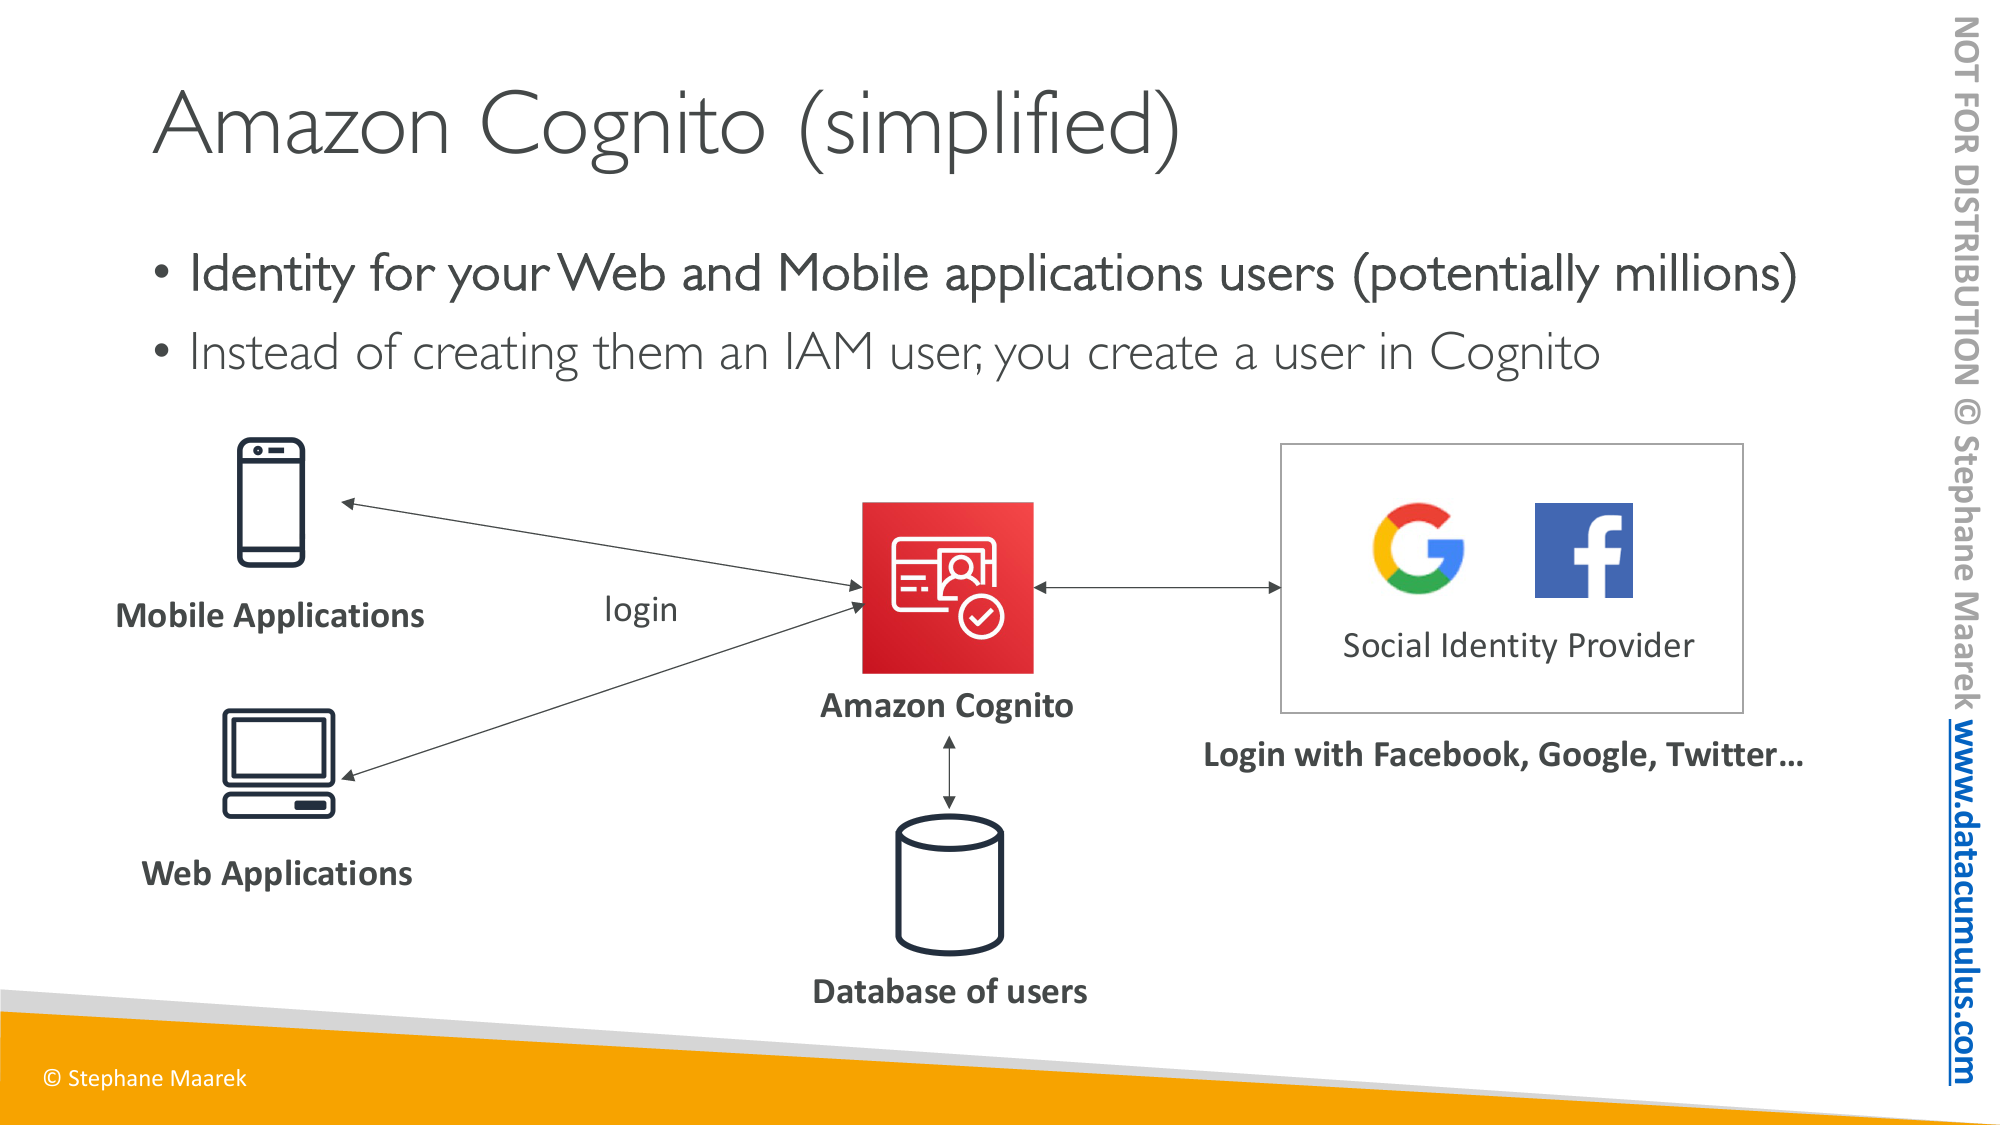 Amazon Cognito (simplified)
• Identity for your Web and Mobile applications users (potentially millions)
• Instead of creating them an IAM user, you create a user in Cognito
Mobile Applications
login
Web Applications
Amazon Cognito
Database of users
Social Identity Provider
Login with Facebook, Google, Twitter…
© Stephane Maarek
NOT FOR DISTRIBUTION © Stephane Maarek www.datacumulus.com